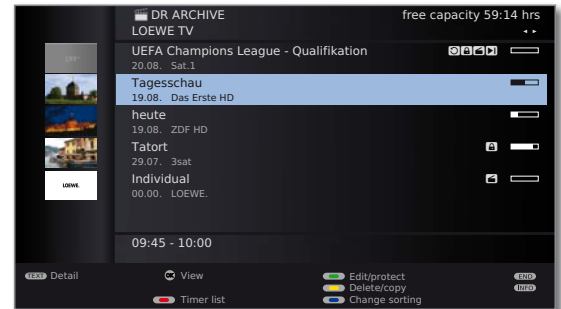 DR ARCHIVE free capacity 59:14 hrs
LOEWE TV
UEFA Champions League - Qualifikation
20.08. Sat.1
Tagesschau
19.08. Das Erste HD
heute
19.08. ZDF HD
Tatort
29.07. 3sat
Individual
00.00. LOEWE.
LOEWE.
09:45 - 10:00
TEXT Detail OK View Edit/protect END
Delete/copy INFO
Timer list Change sorting